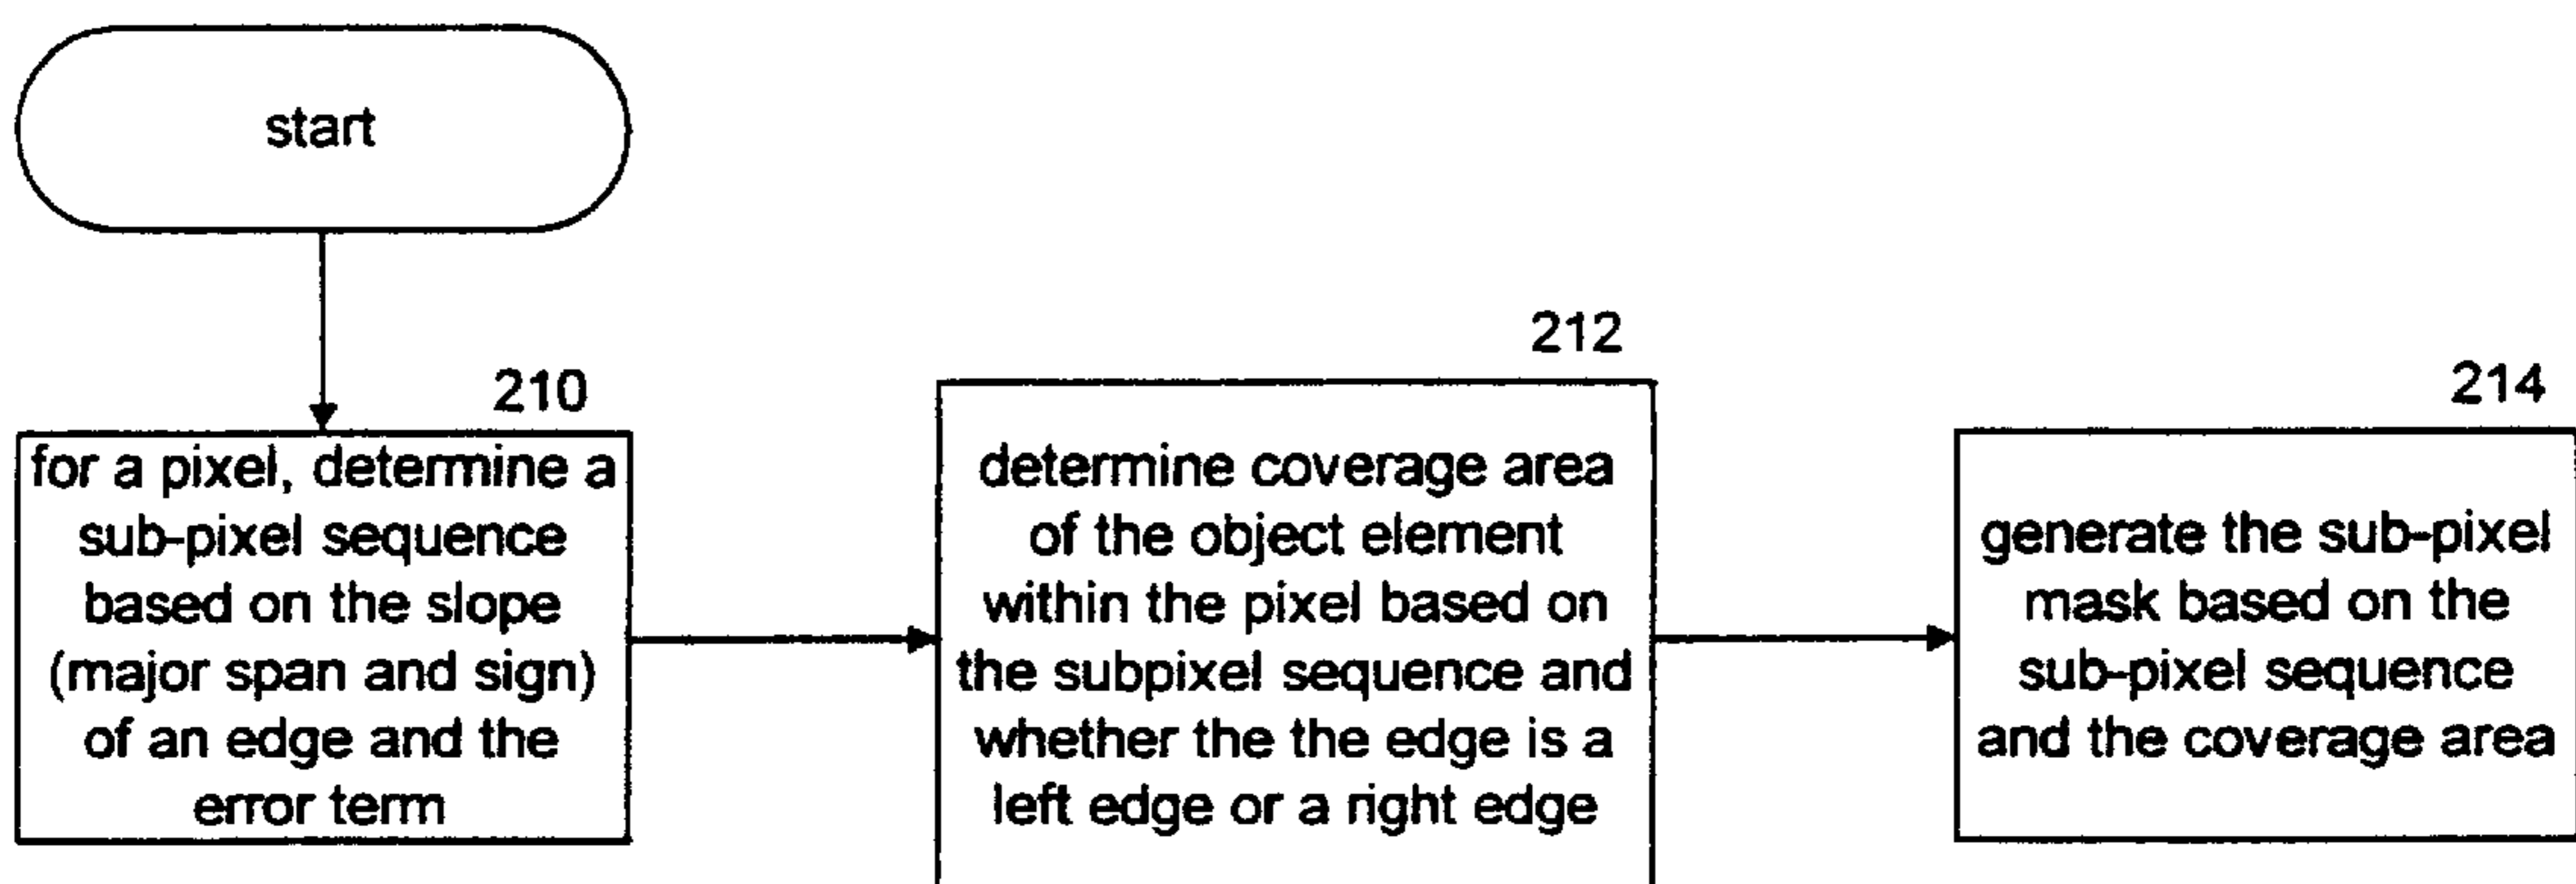 start
210
for a pixel, determine a
sub-pixel sequence
based on the slope
(major span and sign)
of an edge and the
error term
212
determine coverage area
of the object element
within the pixel based on
the subpixel sequence and
whether the the edge is a
left edge or a right edge
214
generate the sub-pixel
mask based on the
sub-pixel sequence
and the coverage area